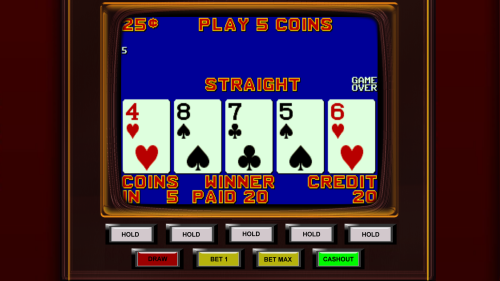 25¢ PLAY 5 COINS
5
STRAIGHT
GAME
OVER
4 8 7 5 6
COINS WINNER CREDIT
IN 5 PAID 20 20
HOLD HOLD HOLD HOLD HOLD
DRAW BET 1 BET MAX CASHOUT